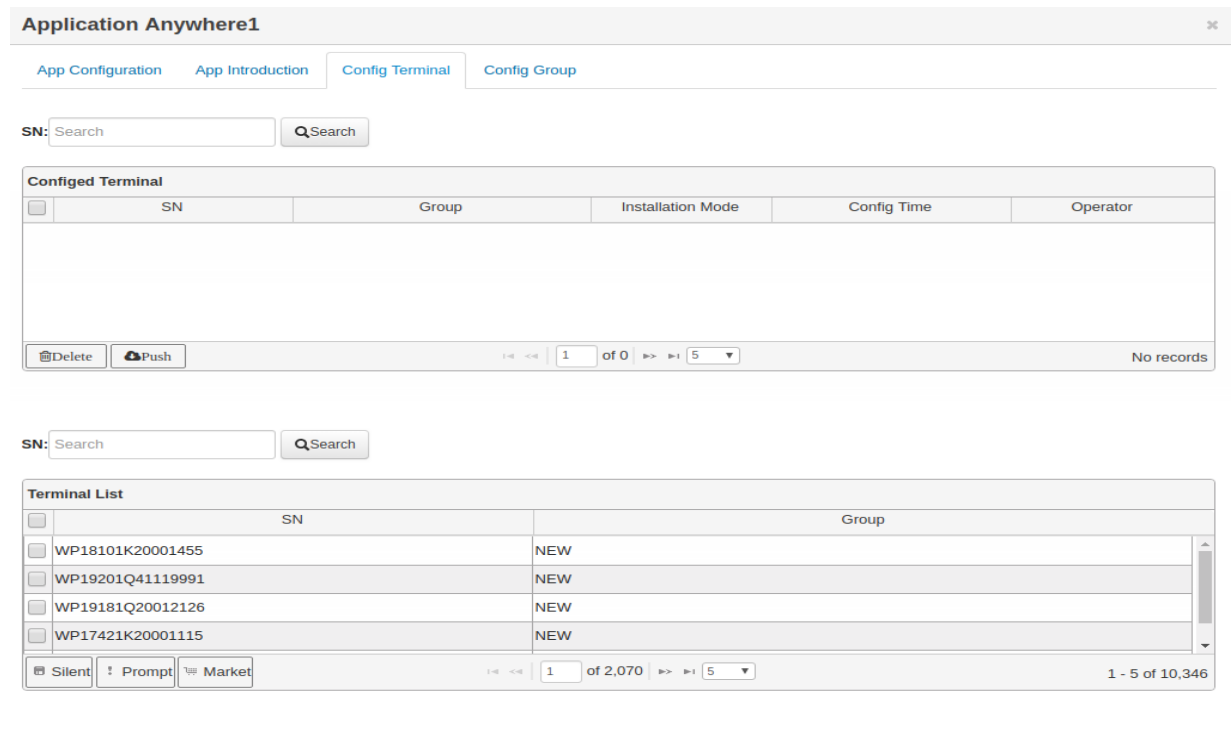 Application Anywhere1
App Configuration App Introduction Config Terminal Config Group
SN: Search Search
Configed Terminal
SN Group Installation Mode Config Time Operator
Delete Push 1 of 0 5 No records
SN: Search Search
Terminal List
SN Group
WP18101K20001455 NEW
WP19201Q41119991 NEW
WP19181Q20012126 NEW
WP17421K20001115 NEW
Silent Prompt Market 1 of 2,070 5 1 - 5 of 10,346